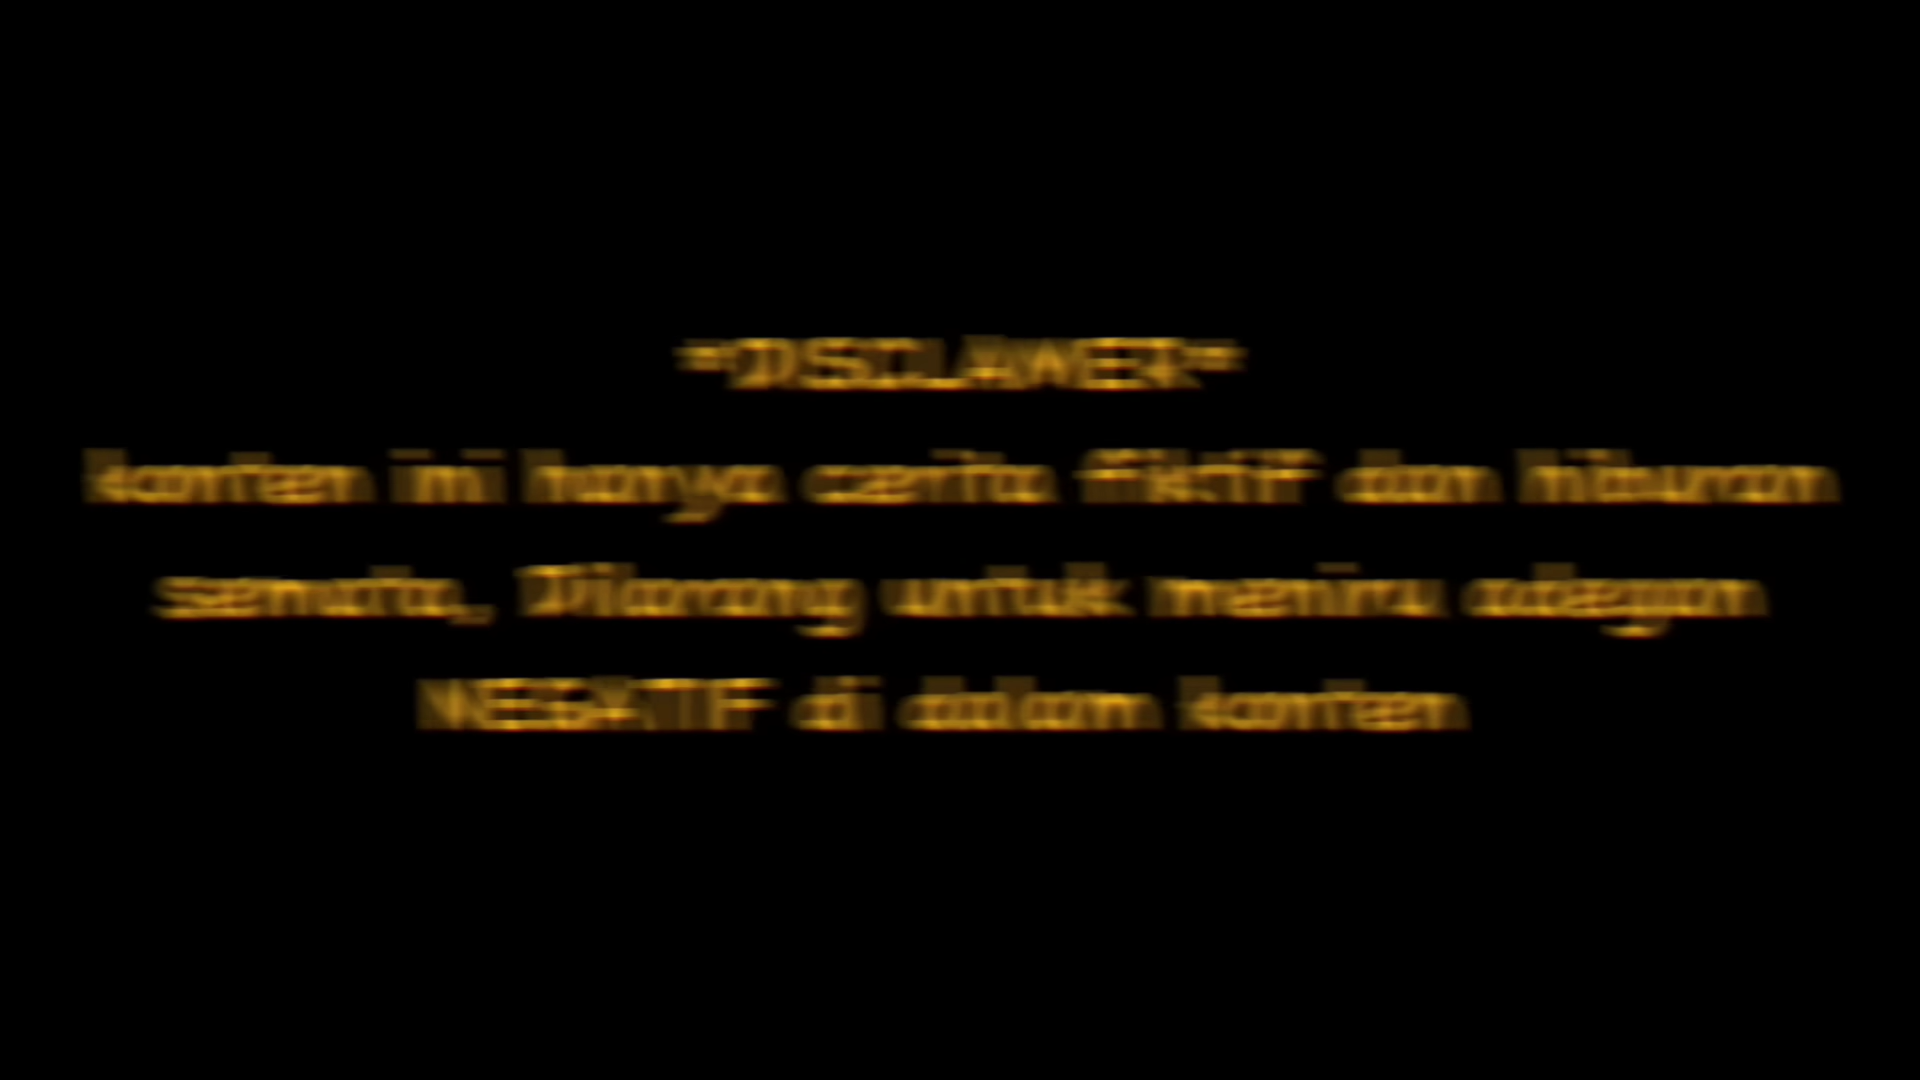 *DISCLAIMER*
konten ini hanya cerita fiktif dan hiburan
semata, Dilarang untuk meniru adegan
NEGATIF di dalam konten